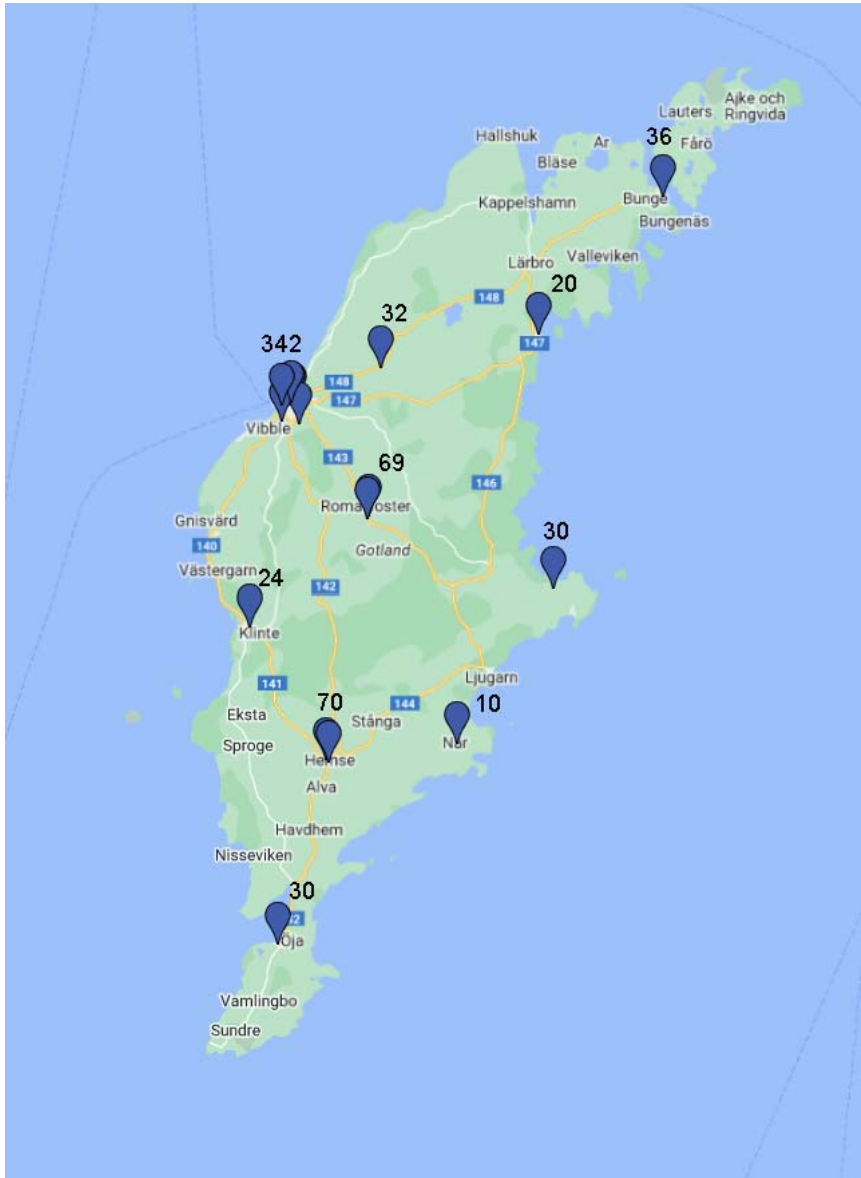 Ajke och
Ringvida
Lauters
Hallshuk
Ar
36
Fårö
Bläse
Kappelshamn
Bunge
Bungenäs
Valleviken
Lärbro
20
148
32
147
342
148
147
Vibble
143
69
146
Roma
Gnisvärd
140
Gotland
30
Västergarn
24
142
Klinte
Ljugarn
141
144
10
70
Eksta
Stånga
När
Sproge
Hemse
Alva
Havdhem
Nisseviken
30
Öja
Vamlingbo
Sundre